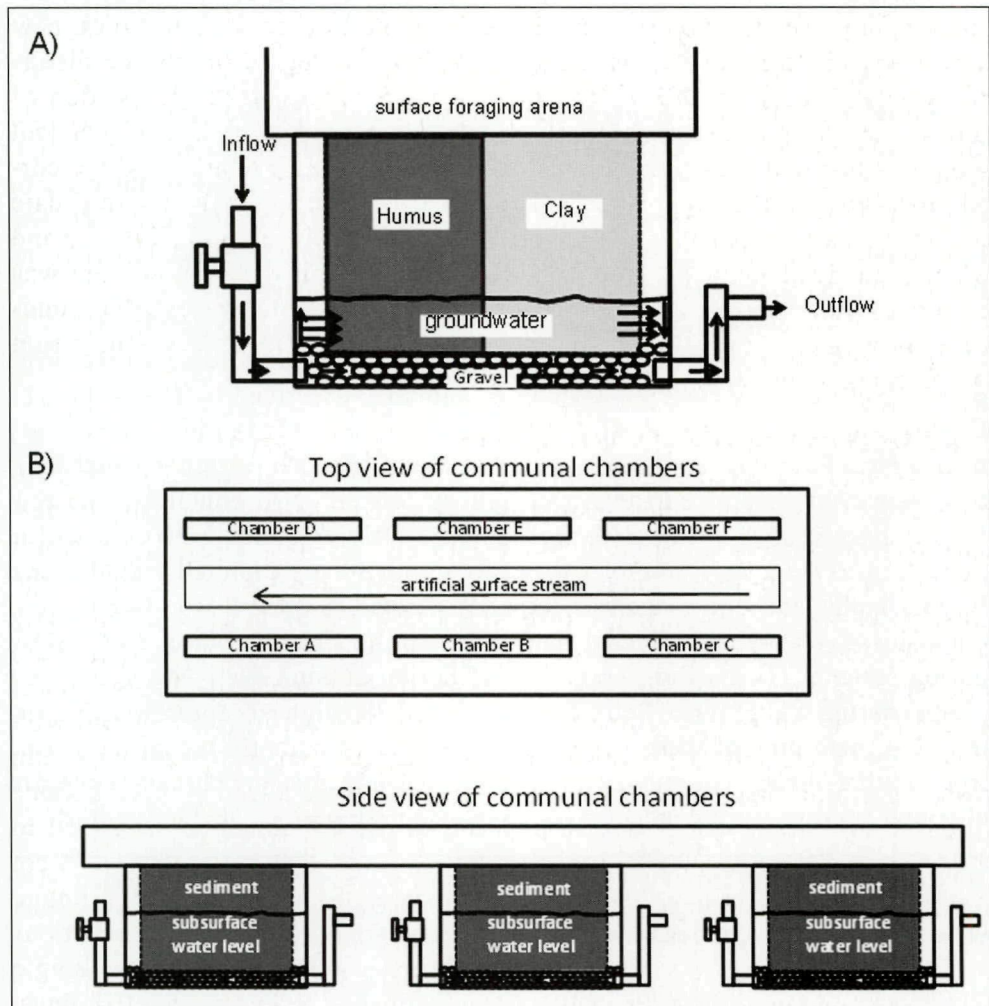 A)
surface foraging arena
Inflow
Humus
Clay
groundwater
Outflow
Gravel
B)
Top view of communal chambers
Chamber D
Chamber E
Chamber F
artificial surface stream
Chamber A
Chamber B
Chamber C
Side view of communal chambers
sediment
sediment
sediment
subsurface
subsurface
subsurface
water level
water level
water level